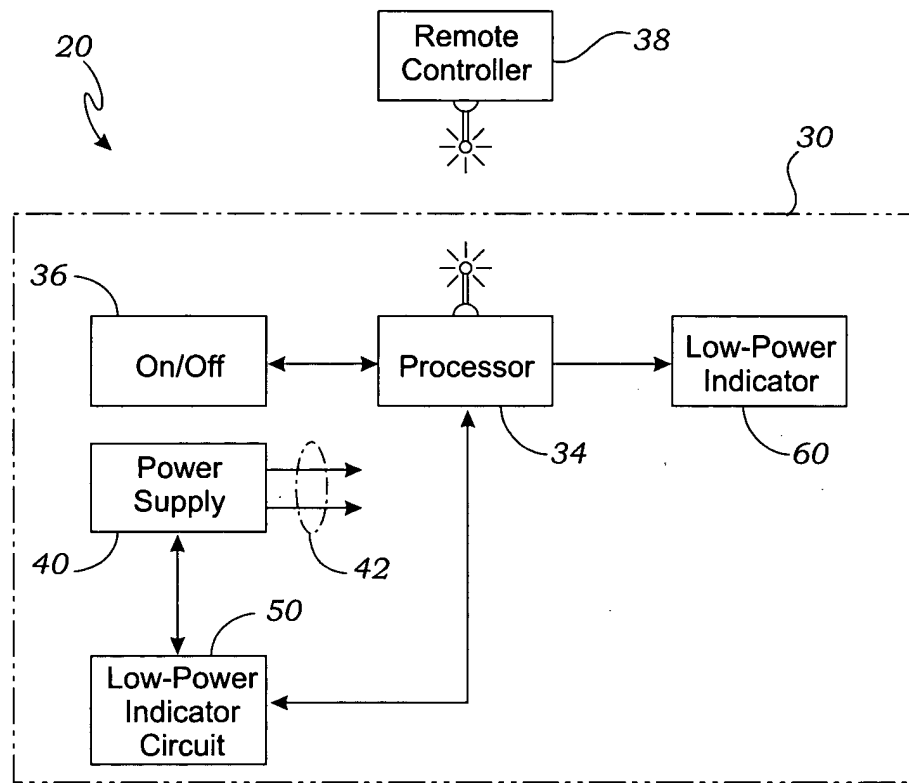 20
Remote
Controller
38
30
36
On/Off
Processor
34
Low-Power
Indicator
60
Power
Supply
40
42
50
Low-Power
Indicator
Circuit